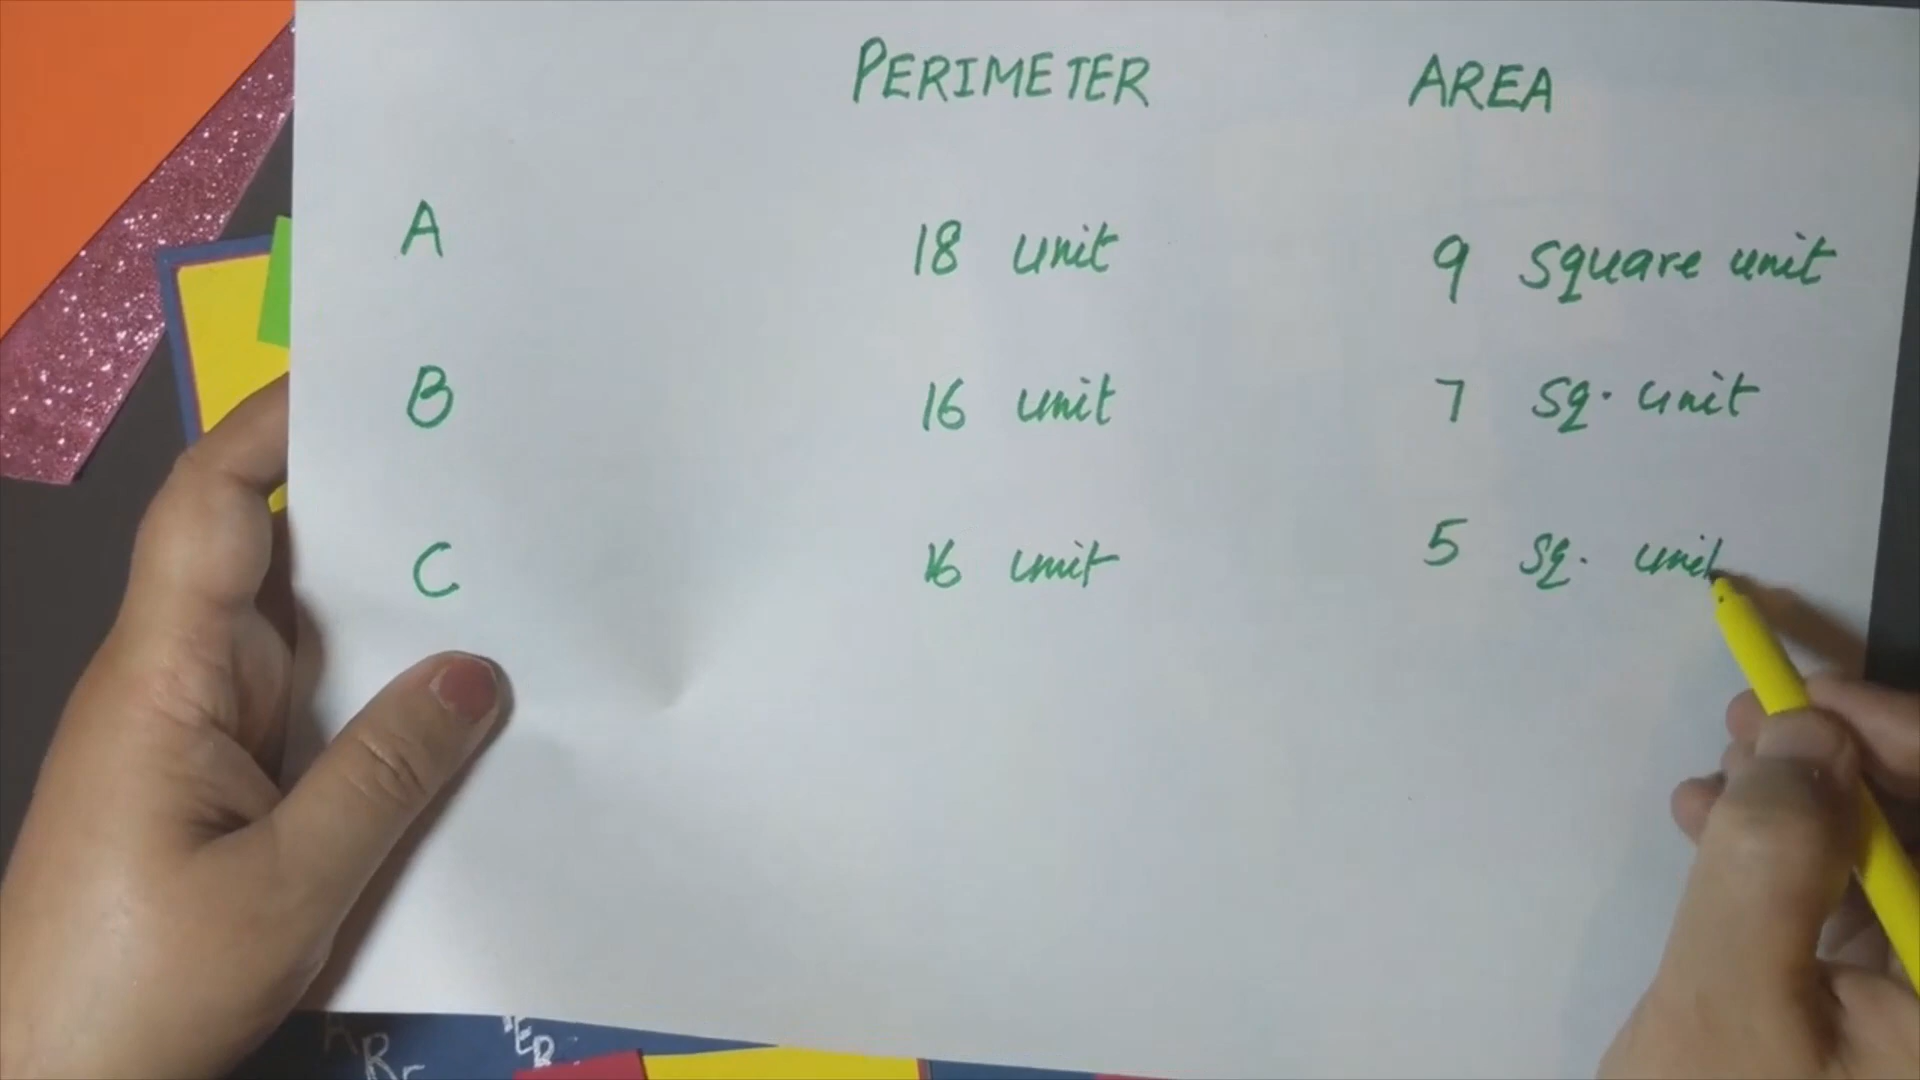 PERIMETER AREA
A 18 unit 9 square unit
B 16 unit 7 sq. unit
C 16 unit 5 sq. unit